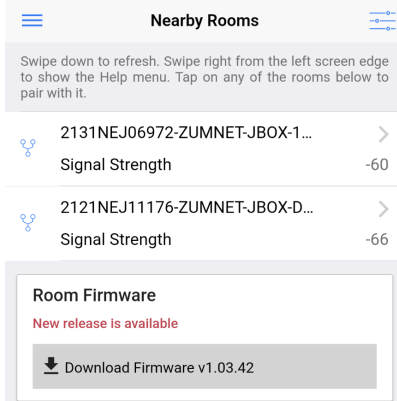 Nearby Rooms
Swipe down to refresh. Swipe right from the left screen edge
to show the Help menu. Tap on any of the rooms below to
pair with it.
2131NEJ06972-ZUMNET-JBOX-1...
Signal Strength -60
2121NEJ11176-ZUMNET-JBOX-D...
Signal Strength -66
Room Firmware
New release is available
Download Firmware v1.03.42